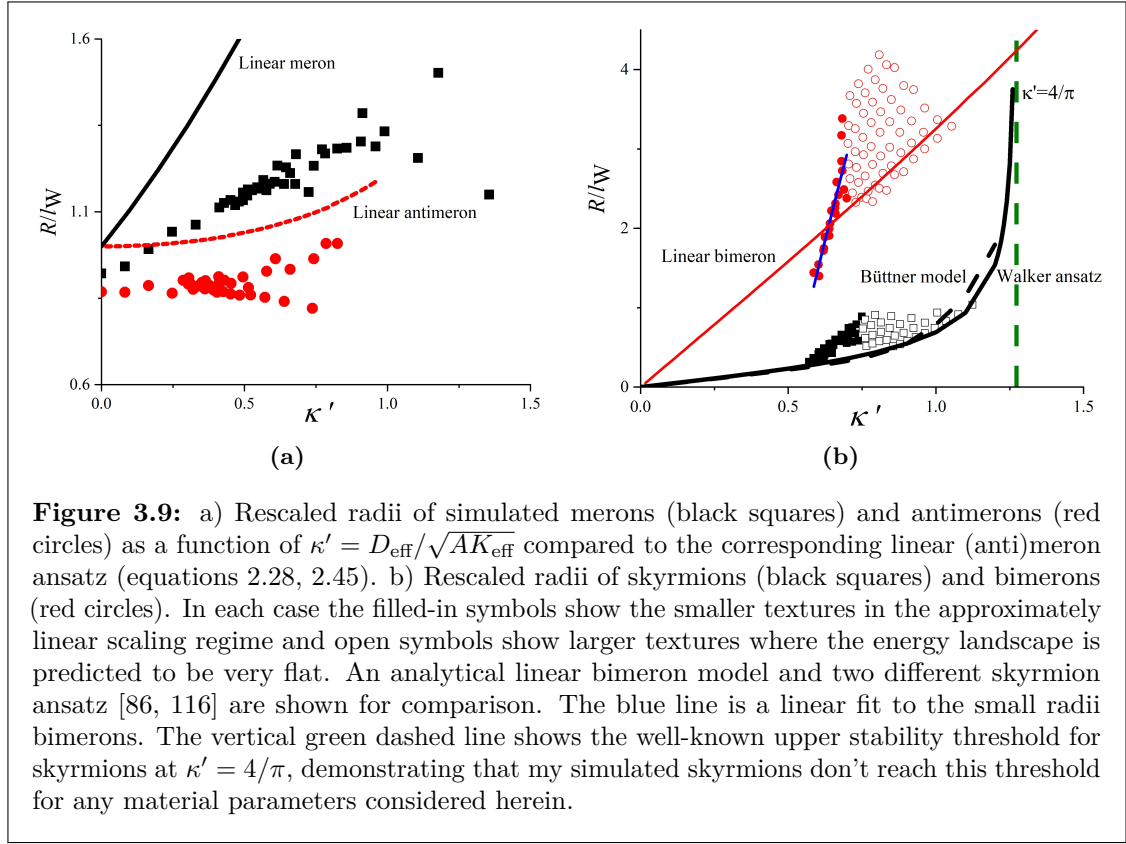 1.6
1.1
0.6
R/lW
Linear meron
Linear antimeron
0.0
0.5
1.0
1.5
κ'
(a)
4
2
0
R/lW
κ'=4/π
Linear bimeron
Büttner model
Walker ansatz
0.0
0.5
1.0
1.5
κ'
(b)
Figure 3.9: a) Rescaled radii of simulated merons (black squares) and antimerons (red
circles) as a function of κ′ = Deff/√AKeff compared to the corresponding linear (anti)meron
ansatz (equations 2.28, 2.45). b) Rescaled radii of skyrmions (black squares) and bimerons
(red circles). In each case the filled-in symbols show the smaller textures in the approximately
linear scaling regime and open symbols show larger textures where the energy landscape is
predicted to be very flat. An analytical linear bimeron model and two different skyrmion
ansatz [86, 116] are shown for comparison. The blue line is a linear fit to the small radii
bimerons. The vertical green dashed line shows the well-known upper stability threshold for
skyrmions at κ′ = 4/π, demonstrating that my simulated skyrmions don't reach this threshold
for any material parameters considered herein.